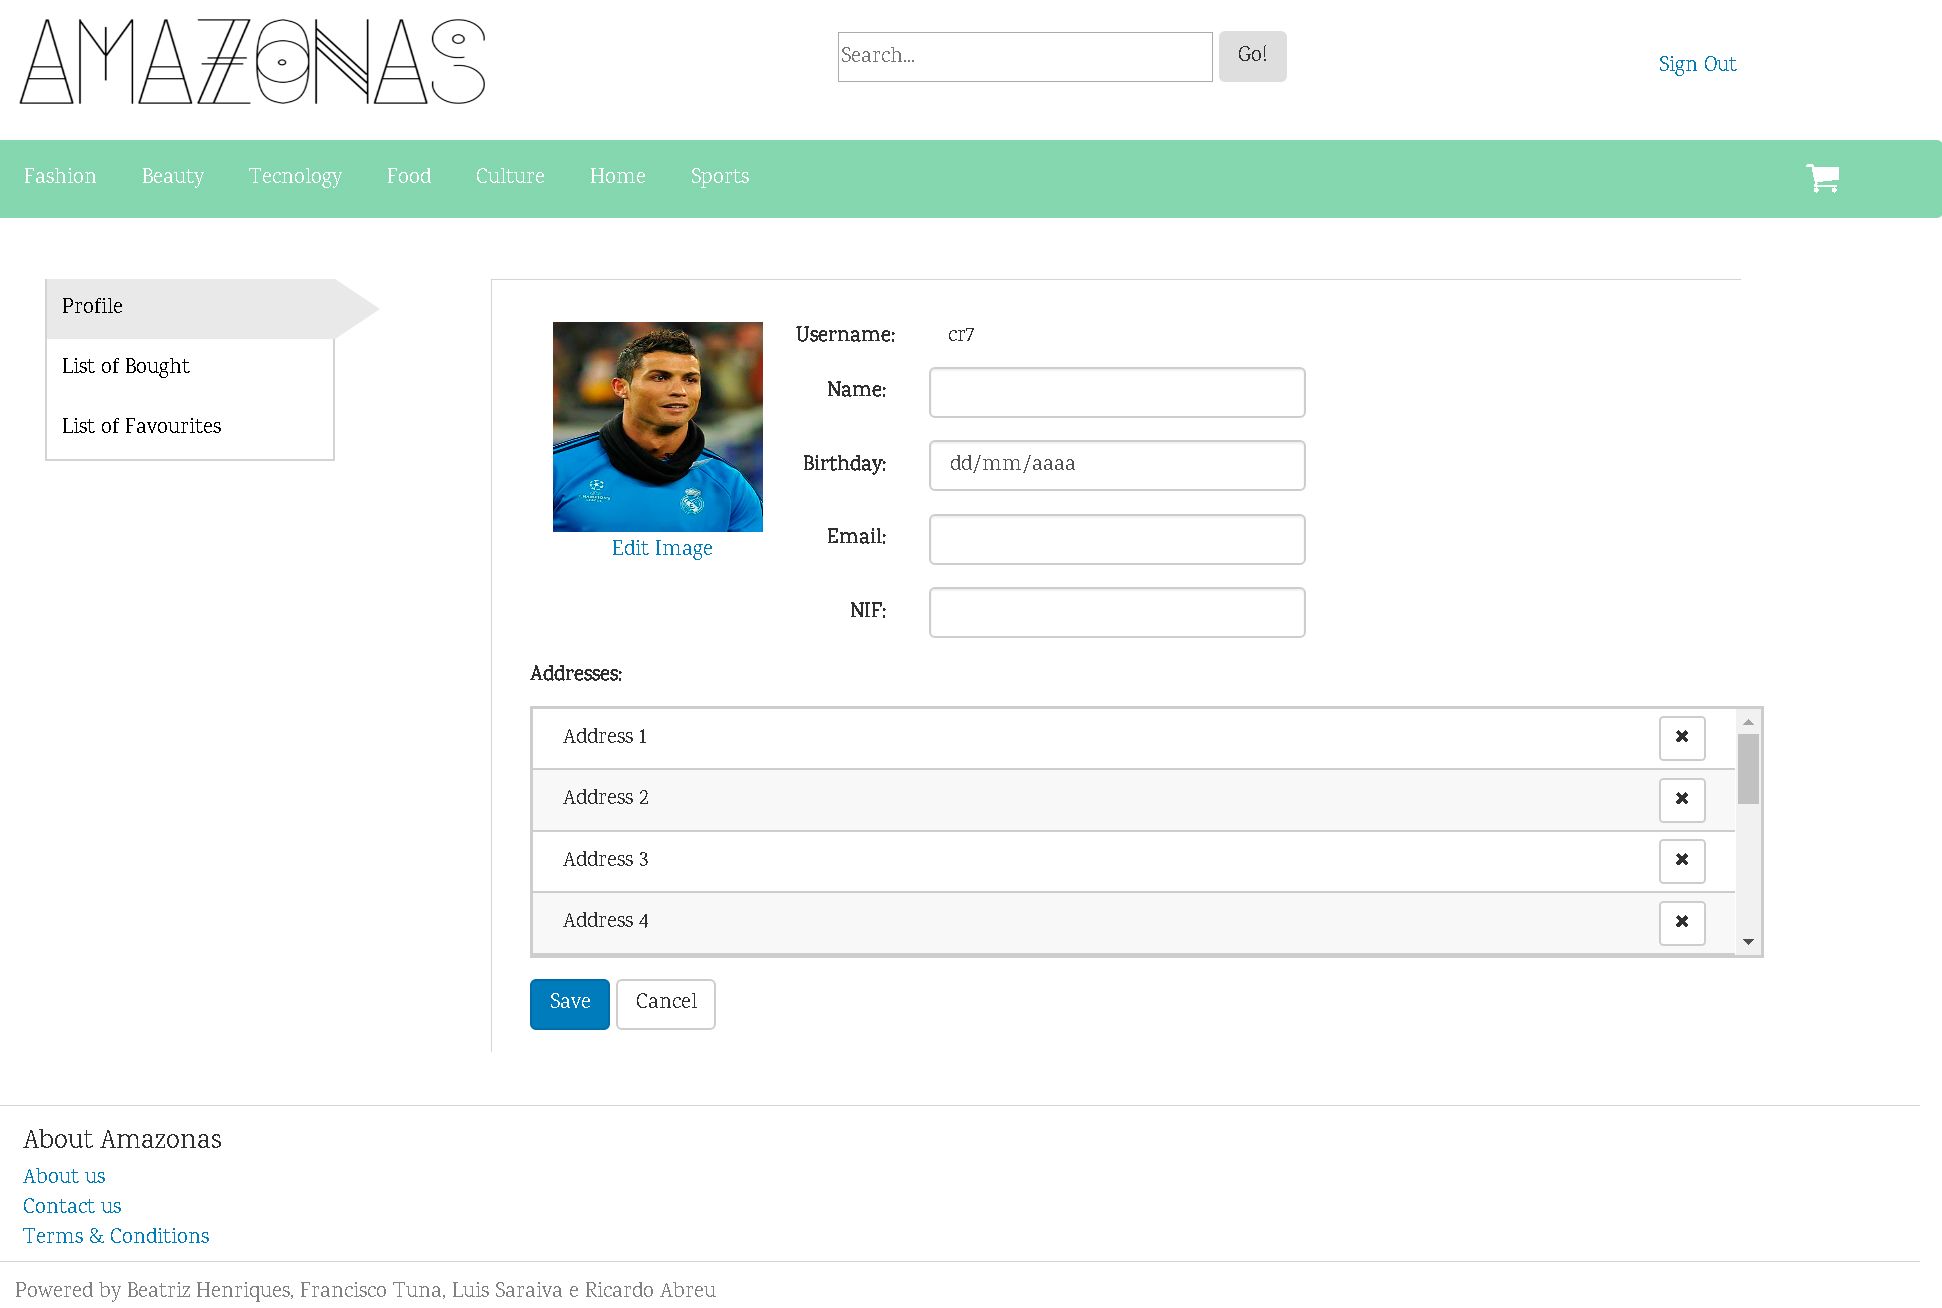 AMAZZONAS
Search...
Go!
Sign Out
Fashion Beauty Tecnology Food Culture Home Sports
Profile
List of Bought
List of Favourites
Edit Image
Username: cr7
Name:
Birthday: dd/mm/aaaa
Email:
NIF:
Addresses:
Address 1
Address 2
Address 3
Address 4
Save Cancel
About Amazonas
About us
Contact us
Terms & Conditions
Powered by Beatriz Henriques, Francisco Tuna, Luis Saraiva e Ricardo Abreu